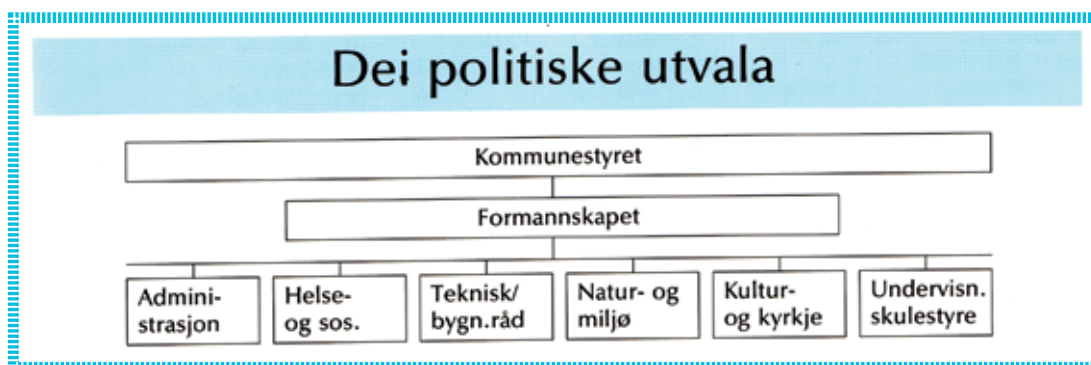 Dei politiske utvala
Kommunestyret
Formannskapet
Admini-
strasjon
Helse-
og sos.
Teknisk/
bygn.råd
Natur- og
miljø
Kultur-
og kyrkje
Undervisn.
skulestyre